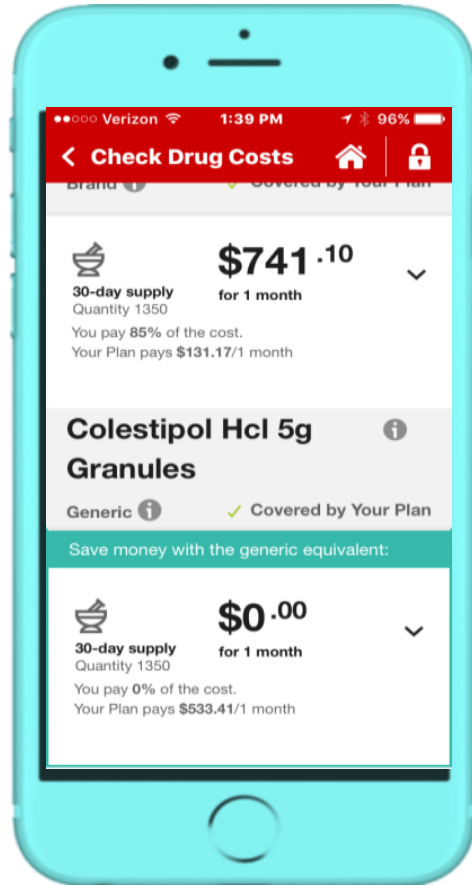 ●●○○○ Verizon 1:39 PM 96%
Check Drug Costs
Brand Covered by Your Plan
$741.10
30-day supply for 1 month
Quantity 1350
You pay 85% of the cost.
Your Plan pays $131.17/1 month
Colestipol Hcl 5g
Granules
Generic Covered by Your Plan
Save money with the generic equivalent:
$0.00
30-day supply for 1 month
Quantity 1350
You pay 0% of the cost.
Your Plan pays $533.41/1 month